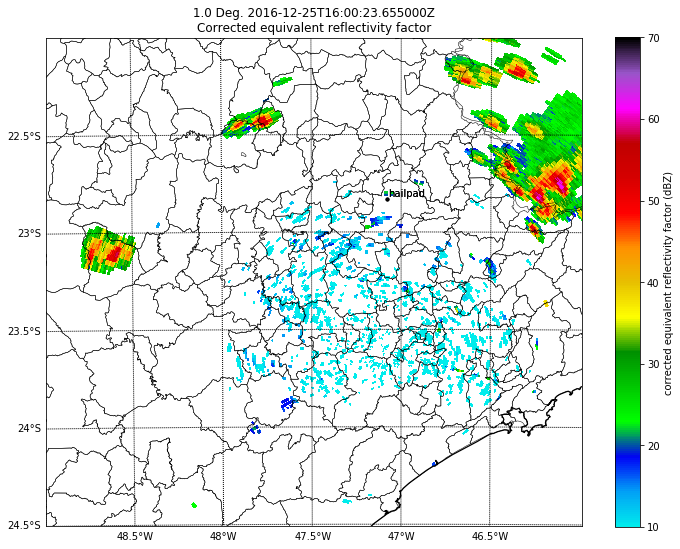 1.0 Deg. 2016-12-25T16:00:23.655000Z
Corrected equivalent reflectivity factor
22.5°S
23°S
23.5°S
24°S
24.5°S
48.5°W
48°W
47.5°W
47°W
46.5°W
hailpad
70
60
50
40
30
20
10
corrected equivalent reflectivity factor (dBZ)